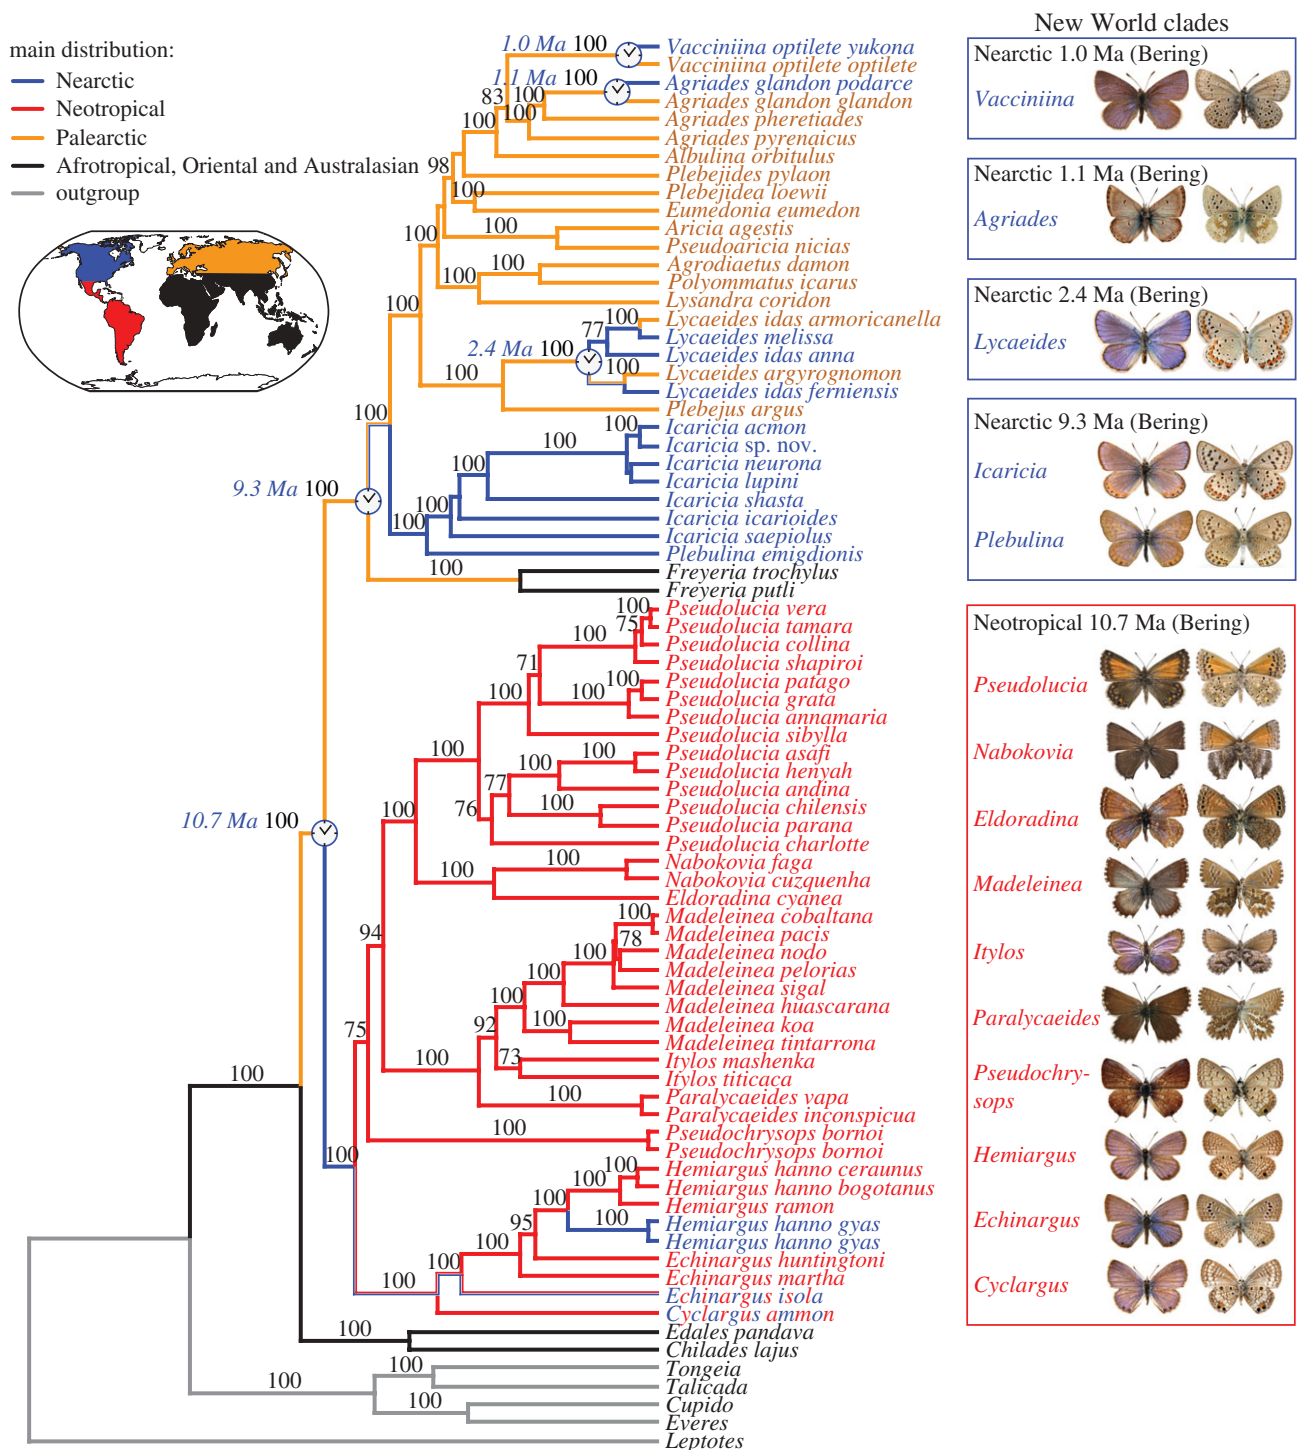 main distribution:
Nearctic
Neotropical
Palearctic
Afrotropical, Oriental and Australasian
outgroup
1.0 Ma 100
Vacciniina optilete yukona
Vacciniina optilete optilete
1.1 Ma 100
Agriades glandon podarce
83
100
Agriades glandon glandon
100
100
Agriades pheretiades
Agriades pyrenaicus
Albulina orbitulus
98
Plebejides pylaon
100
Plebejidea loewii
Eumedonia eumedon
100
100
Aricia agestis
Pseudoaricia nicias
100
100
Agrodiaetus damon
Polyommatus icarus
Lysandra coridon
100
100
Lycaeides idas armoricanella
77
Lycaeides melissa
2.4 Ma 100
Lycaeides idas anna
100
100
Lycaeides argyrognomon
Lycaeides idas ferniensis
Plebejus argus
100
100
Icaricia acmon
100
Icaricia sp. nov.
100
Icaricia neurona
Icaricia lupini
9.3 Ma 100
100
Icaricia shasta
100
Icaricia icarioides
Icaricia saepiolus
Plebulina emigdionis
100
Freyeria trochylus
Freyeria putli
100
Pseudolucia vera
75
Pseudolucia tamara
100
Pseudolucia collina
71
Pseudolucia shapiroi
100
Pseudolucia patago
100
100
Pseudolucia grata
Pseudolucia annamaria
Pseudolucia sibylla
100
100
Pseudolucia asafi
100
Pseudolucia henyah
77
Pseudolucia andina
76
100
Pseudolucia chilensis
100
10.7 Ma 100
Pseudolucia parana
Pseudolucia charlotte
100
100
Nabokovia faga
Nabokovia cuzquenha
Eldoradina cyanea
100
Madeleinea cobaltana
94
78
Madeleinea pacis
100
Madeleinea nodo
100
Madeleinea pelorias
Madeleinea sigal
100
Madeleinea huascarana
75
92
100
Madeleinea koa
Madeleinea tintarrona
100
73
Itylos mashenka
100
Itylos titicaca
100
Paralycaeides vapa
Paralycaeides inconspicua
100
Pseudochrysops bornoi
Pseudochrysops bornoi
100
100
Hemiargus hanno ceraunus
100
Hemiargus hanno bogotanus
100
Hemiargus ramon
95
100
Hemiargus hanno gyas
Hemiargus hanno gyas
100
Echinargus huntingtoni
100
Echinargus martha
100
Echinargus isola
Cyclargus ammon
100
Edales pandava
Chilades lajus
100
Tongeia
100
Talicada
100
Cupido
Everes
Leptotes
New World clades
Nearctic 1.0 Ma (Bering)
Vacciniina
Nearctic 1.1 Ma (Bering)
Agriades
Nearctic 2.4 Ma (Bering)
Lycaeides
Nearctic 9.3 Ma (Bering)
Icaricia
Plebulina
Neotropical 10.7 Ma (Bering)
Pseudolucia
Nabokovia
Eldoradina
Madeleinea
Itylos
Paralycaeides
Pseudochry-
sops
Hemiargus
Echinargus
Cyclargus